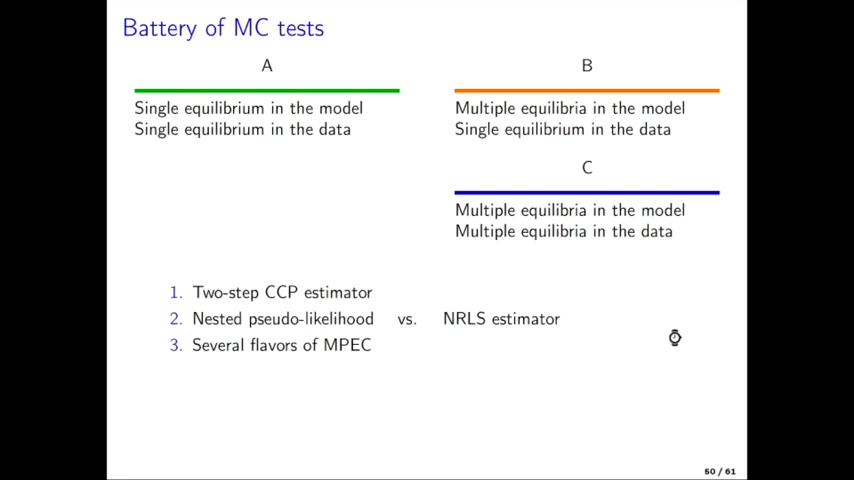 Battery of MC tests
A
Single equilibrium in the model
Single equilibrium in the data
B
Multiple equilibria in the model
Single equilibrium in the data
C
Multiple equilibria in the model
Multiple equilibria in the data
1. Two-step CCP estimator
2. Nested pseudo-likelihood vs. NRLS estimator
3. Several flavors of MPEC
50 / 61